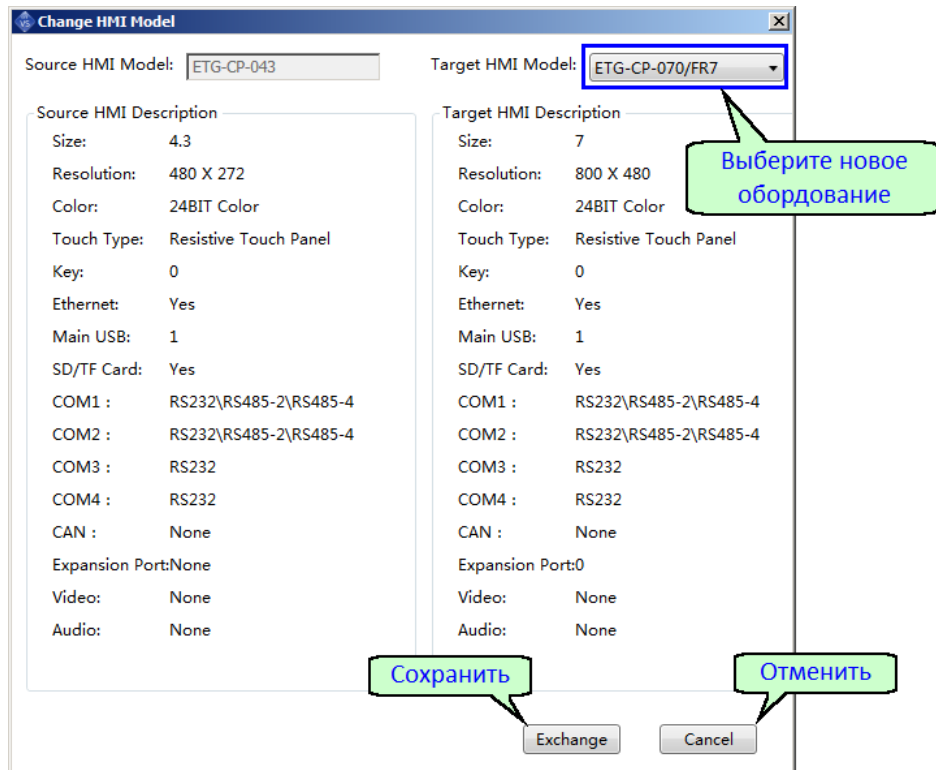 Change HMI Model
Source HMI Model: ETG-CP-043 Target HMI Model: ETG-CP-070/FR7
Выберите новое
обордование
Source HMI Description
Size: 4.3
Resolution: 480 X 272
Color: 24BIT Color
Touch Type: Resistive Touch Panel
Key: 0
Ethernet: Yes
Main USB: 1
SD/TF Card: Yes
COM1 : RS232\RS485-2\RS485-4
COM2 : RS232\RS485-2\RS485-4
COM3 : RS232
COM4 : RS232
CAN : None
Expansion Port:None
Video: None
Audio: None
Target HMI Description
Size: 7
Resolution: 800 X 480
Color: 24BIT Color
Touch Type: Resistive Touch Panel
Key: 0
Ethernet: Yes
Main USB: 1
SD/TF Card: Yes
COM1 : RS232\RS485-2\RS485-4
COM2 : RS232\RS485-2\RS485-4
COM3 : RS232
COM4 : RS232
CAN : None
Expansion Port:0
Video: None
Audio: None
Сохранить
Отменить
Exchange
Cancel